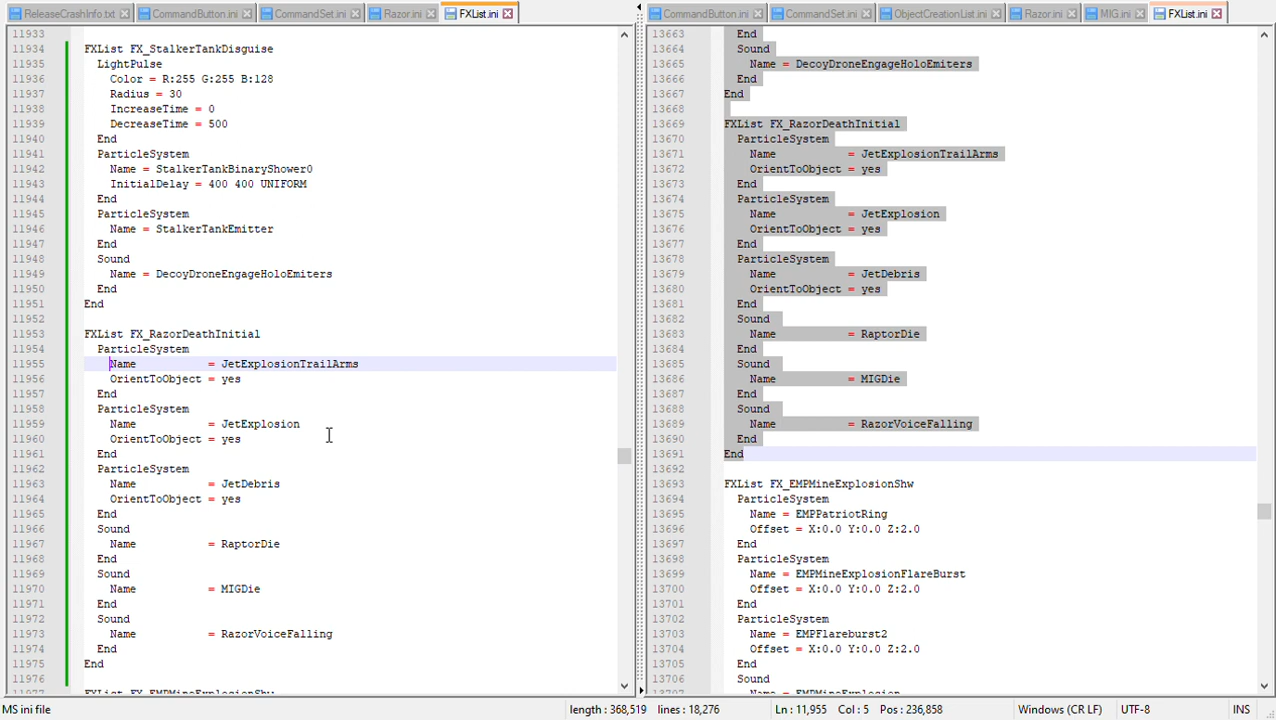 ReleaseCrashInfo.txt CommandButton.ini CommandSet.ini Razor.ini FXList.ini
11933
11934 FXList FX_StalkerTankDisguise
11935 LightPulse
11936 Color = R:255 G:255 B:128
11937 Radius = 30
11938 IncreaseTime = 0
11939 DecreaseTime = 500
11940 End
11941 ParticleSystem
11942 Name = StalkerTankBinaryShower0
11943 InitialDelay = 400 400 UNIFORM
11944 End
11945 ParticleSystem
11946 Name = StalkerTankEmitter
11947 End
11948 Sound
11949 Name = DecoyDroneEngageHoloEmiters
11950 End
11951 End
11952
11953 FXList FX_RazorDeathInitial
11954 ParticleSystem
11955 Name = JetExplosionTrailArms
11956 OrientToObject = yes
11957 End
11958 ParticleSystem
11959 Name = JetExplosion
11960 OrientToObject = yes
11961 End
11962 ParticleSystem
11963 Name = JetDebris
11964 OrientToObject = yes
11965 End
11966 Sound
11967 Name = RaptorDie
11968 End
11969 Sound
11970 Name = MIGDie
11971 End
11972 Sound
11973 Name = RazorVoiceFalling
11974 End
11975 End
11976
11977 FXList FX_EMPMineExplosionShw
CommandButton.ini CommandSet.ini ObjectCreationList.ini Razor.ini MIG.ini FXList.ini
13663 End
13664 Sound
13665 Name = DecoyDroneEngageHoloEmiters
13666 End
13667 End
13668
13669 FXList FX_RazorDeathInitial
13670 ParticleSystem
13671 Name = JetExplosionTrailArms
13672 OrientToObject = yes
13673 End
13674 ParticleSystem
13675 Name = JetExplosion
13676 OrientToObject = yes
13677 End
13678 ParticleSystem
13679 Name = JetDebris
13680 OrientToObject = yes
13681 End
13682 Sound
13683 Name = RaptorDie
13684 End
13685 Sound
13686 Name = MIGDie
13687 End
13688 Sound
13689 Name = RazorVoiceFalling
13690 End
13691 End
13692
13693 FXList FX_EMPMineExplosionShw
13694 ParticleSystem
13695 Name = EMPPatriotRing
13696 Offset = X:0.0 Y:0.0 Z:2.0
13697 End
13698 ParticleSystem
13699 Name = EMPMineExplosionFlareBurst
13700 Offset = X:0.0 Y:0.0 Z:2.0
13701 End
13702 ParticleSystem
13703 Name = EMPFlareburst2
13704 Offset = X:0.0 Y:0.0 Z:2.0
13705 End
13706 Sound
13707 Name = EMPMineExplosion
MS ini file length : 368,519 lines : 18,276 Ln : 11,955 Col : 5 Pos : 236,858 Windows (CR LF) UTF-8 INS